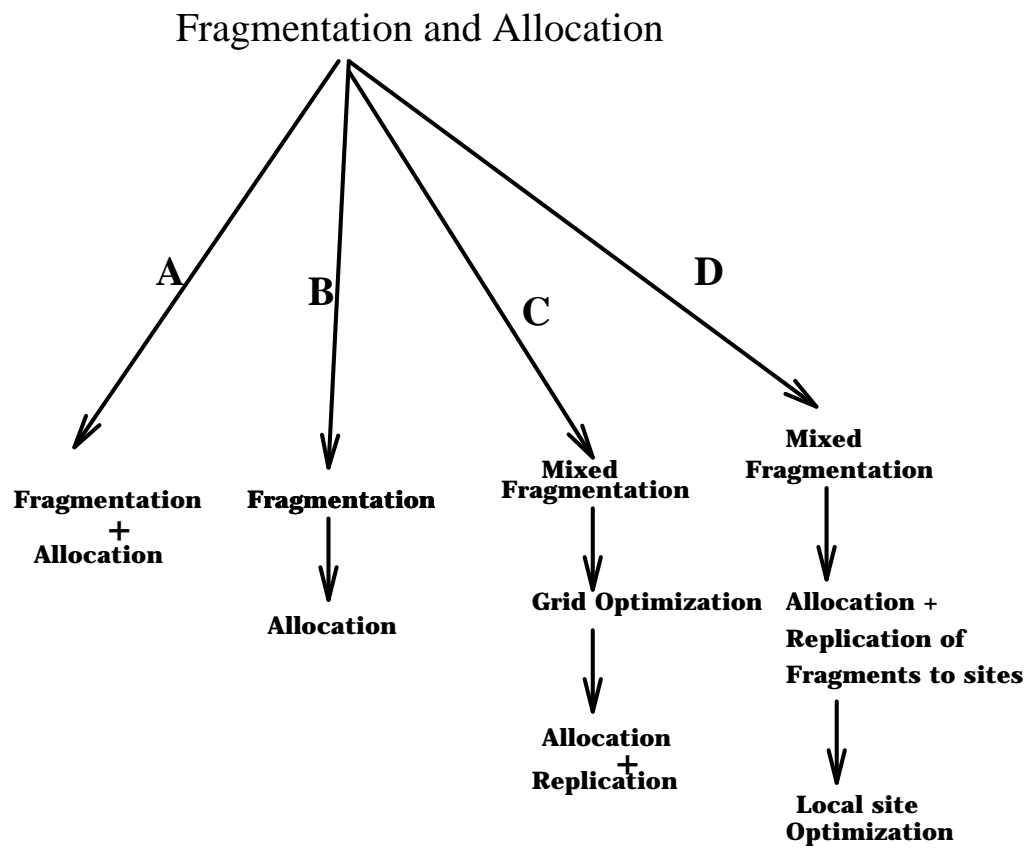 Fragmentation and Allocation
A
B
C
D
Fragmentation
+
Allocation
Fragmentation
Allocation
Mixed
Fragmentation
Grid Optimization
Allocation
+
Replication
Mixed
Fragmentation
Allocation +
Replication of
Fragments to sites
Local site
Optimization